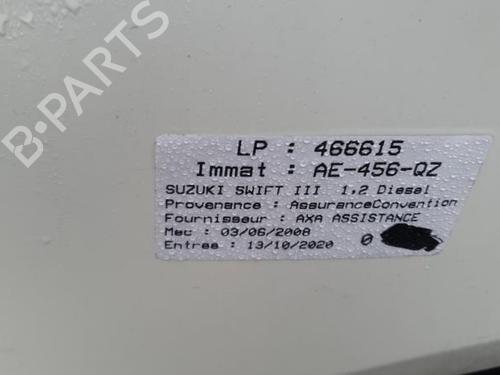 LP : 466615
Immat : AE-456-QZ
SUZUKI SWIFT III 1,2 Diesel
Provenance : AssuranceConvention
Fournisseur : AXA ASSISTANCE
Mec : 03/06/2008
Entree : 13/10/2020 0
B-PARTS